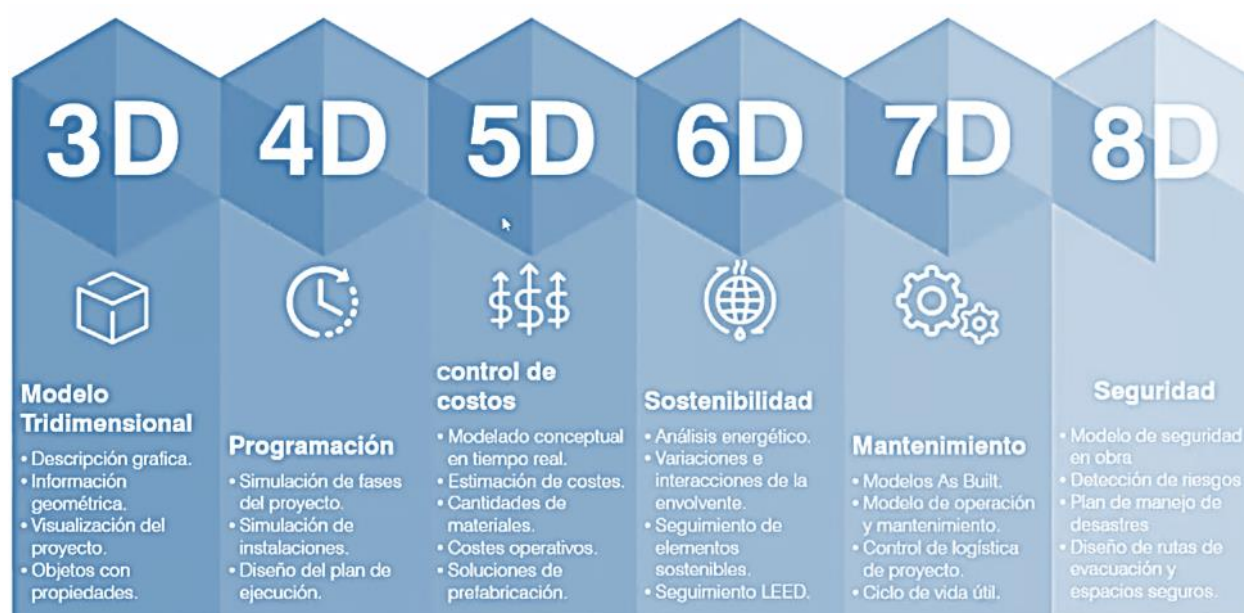 3D
4D
5D
6D
7D
8D
Modelo
Tridimensional
• Descripción grafica.
• Información
geométrica.
• Visualización del
proyecto.
• Objetos con
propiedades.
Programación
• Simulación de fases
del proyecto.
• Simulación de
instalaciones.
• Diseño del plan de
ejecución.
control de
costos
• Modelado conceptual
en tiempo real.
• Estimación de costes.
• Cantidades de
materiales.
• Costes operativos.
• Soluciones de
prefabricación.
Sostenibilidad
• Análisis energético.
• Variaciones e
interacciones de la
envolvente.
• Seguimiento de
elementos
sostenibles.
• Seguimiento LEED.
Mantenimiento
• Modelos As Built.
• Modelo de operación
y mantenimiento.
• Control de logística
de proyecto.
• Ciclo de vida útil.
Seguridad
• Modelo de seguridad
en obra
• Detección de riesgos
• Plan de manejo de
desastres
• Diseño de rutas de
evacuación y
espacios seguros.